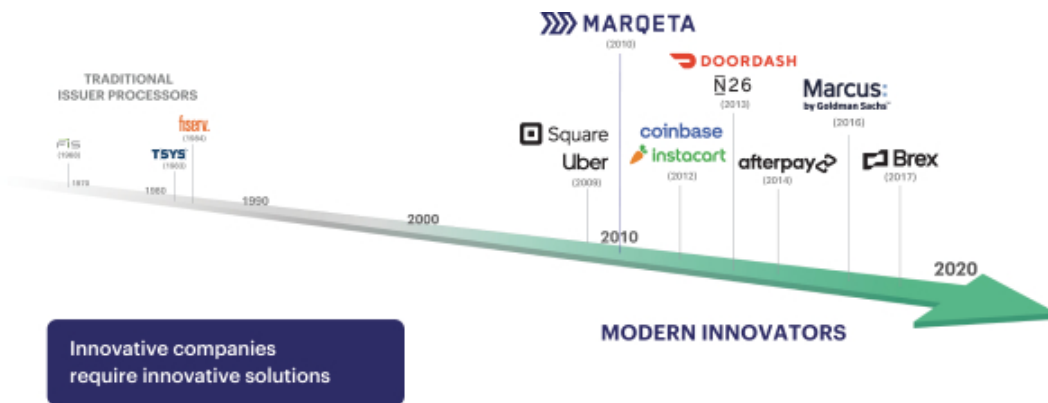 MARQETA
(2010)
TRADITIONAL
ISSUER PROCESSORS
DOORDASH
N26
(2013)
Marcus:
by Goldman Sachs™
(2016)
fiserv.
(1984)
FIS
TSYS
(1983)
Square
Uber
(2009)
coinbase
instacart
(2012)
afterpay
(2014)
Brex
(2017)
1970
1980
1990
2000
2010
2020
MODERN INNOVATORS
Innovative companies
require innovative solutions